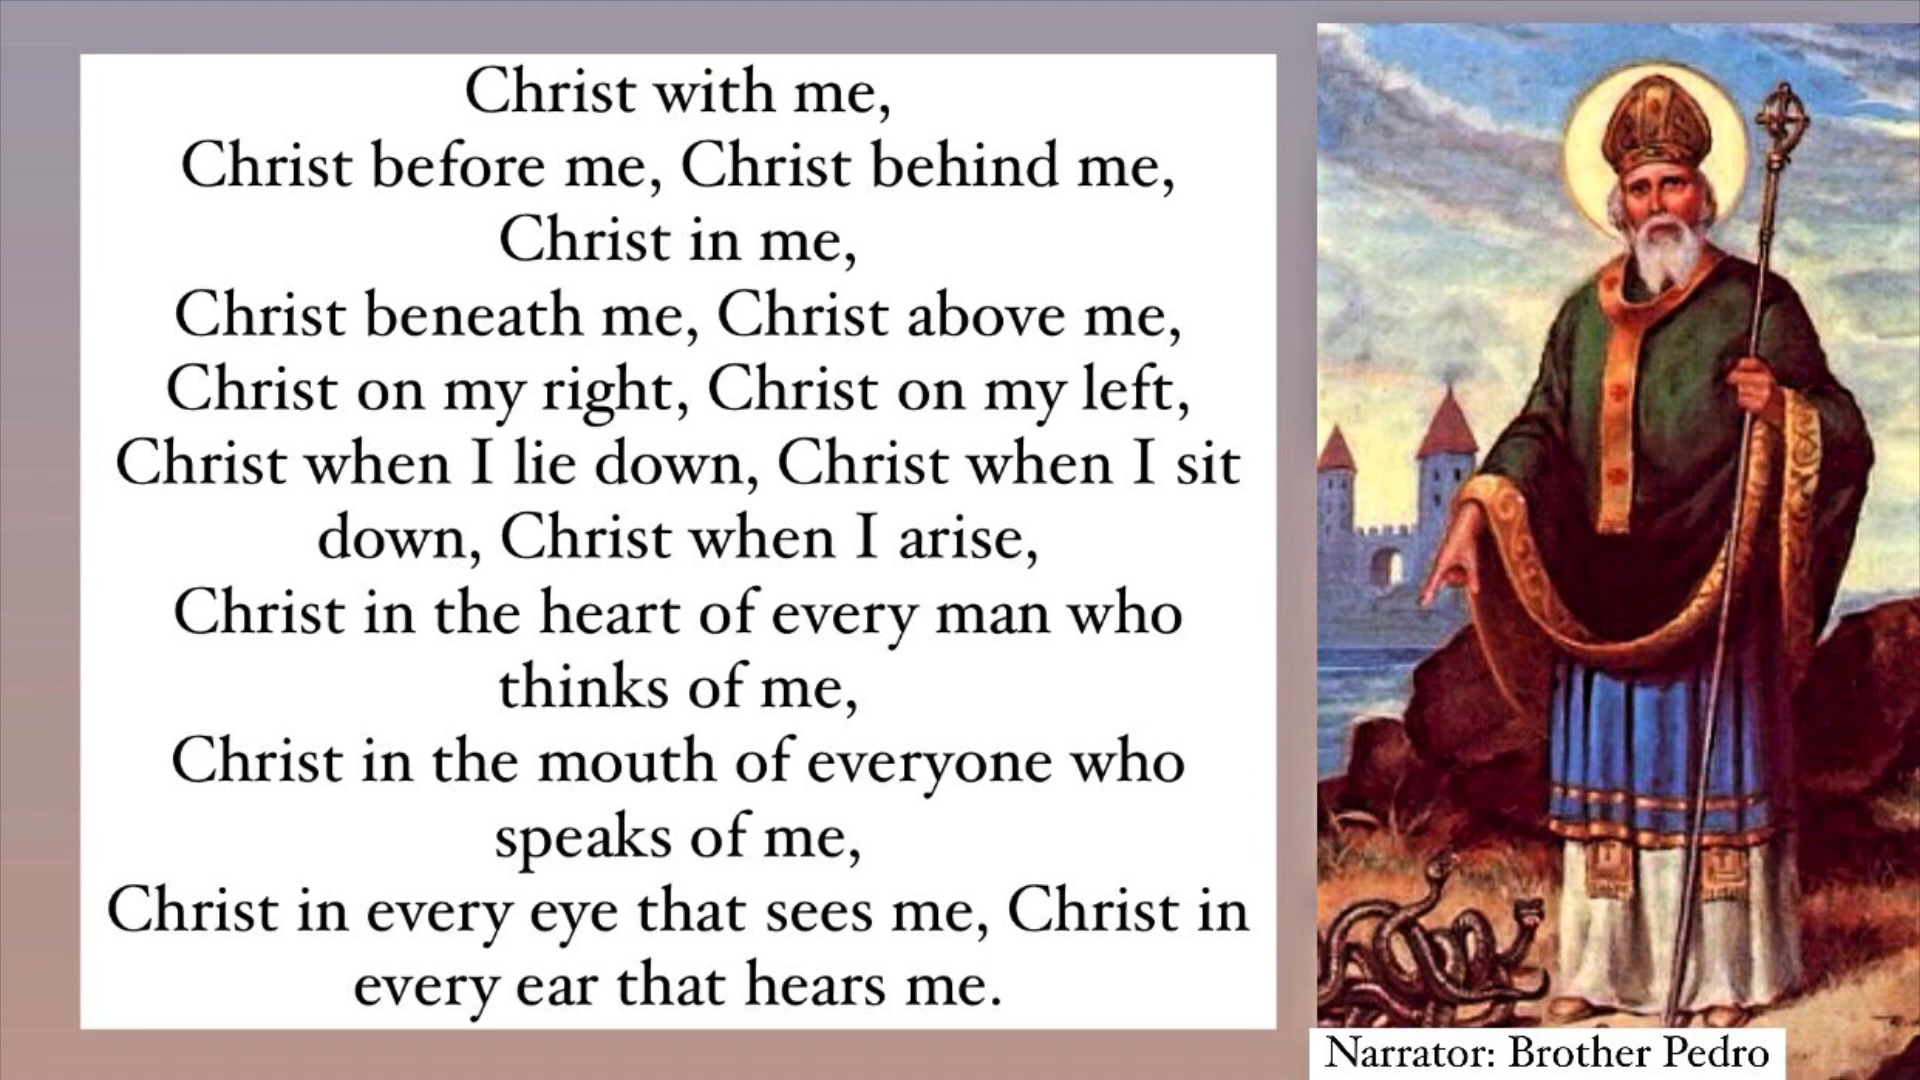 Christ with me,
Christ before me, Christ behind me,
Christ in me,
Christ beneath me, Christ above me,
Christ on my right, Christ on my left,
Christ when I lie down, Christ when I sit
down, Christ when I arise,
Christ in the heart of every man who
thinks of me,
Christ in the mouth of everyone who
speaks of me,
Christ in every eye that sees me, Christ in
every ear that hears me.
Narrator: Brother Pedro